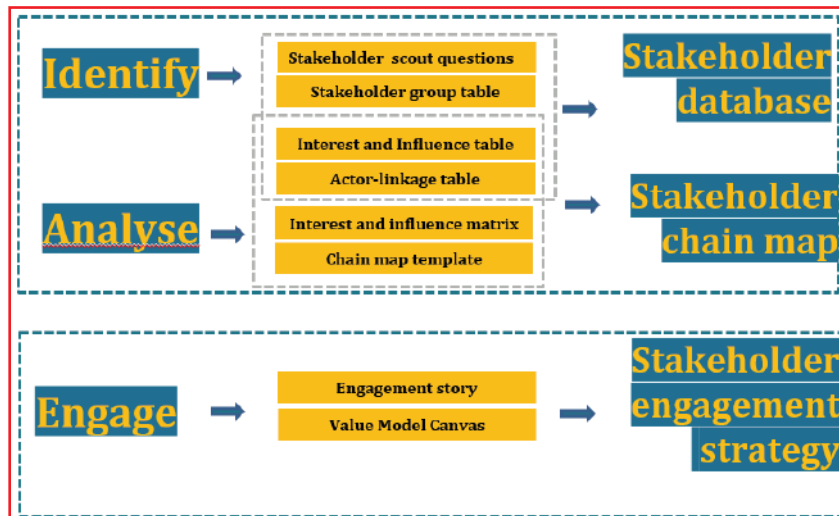 Identify
Stakeholder scout questions
Stakeholder group table
Stakeholder
database
Interest and Influence table
Actor-linkage table
Analyse
Interest and influence matrix
Chain map template
Stakeholder
chain map
Engage
Engagement story
Value Model Canvas
Stakeholder
engagement
strategy